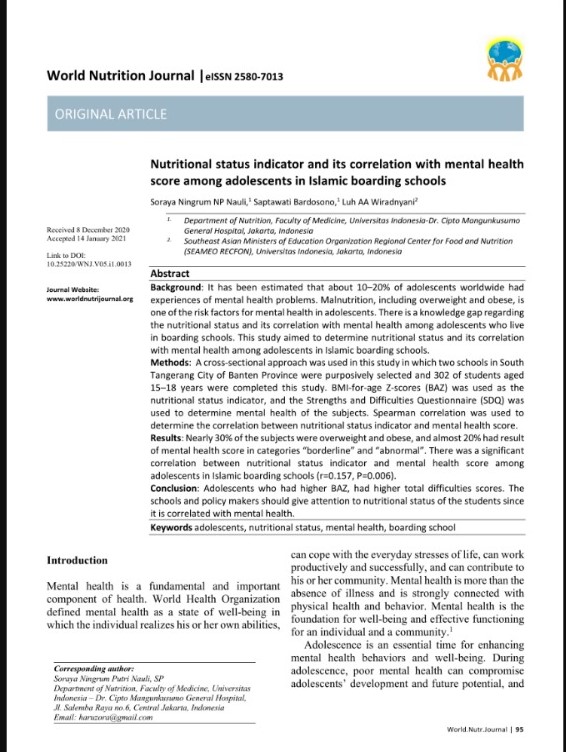 World Nutrition Journal |eISSN 2580-7013
ORIGINAL ARTICLE
Nutritional status indicator and its correlation with mental health
score among adolescents in Islamic boarding schools
Soraya Ningrum NP Nauli,1 Saptawati Bardosono,1 Luh AA Wiradnyani2
1. Department of Nutrition, Faculty of Medicine, Universitas Indonesia-Dr. Cipto Mangunkusumo
General Hospital, Jakarta, Indonesia
2. Southeast Asian Ministers of Education Organization Regional Center for Food and Nutrition
(SEAMEO RECFON), Universitas Indonesia, Jakarta, Indonesia
Received 8 December 2020
Accepted 14 January 2021
Link to DOI:
10.25220/WNJ.V05.i1.0013
Journal Website:
www.worldnutrijournal.org
Abstract
Background: It has been estimated that about 10–20% of adolescents worldwide had
experiences of mental health problems. Malnutrition, including overweight and obese, is
one of the risk factors for mental health in adolescents. There is a knowledge gap regarding
the nutritional status and its correlation with mental health among adolescents who live
in boarding schools. This study aimed to determine nutritional status and its correlation
with mental health among adolescents in Islamic boarding schools.
Methods: A cross-sectional approach was used in this study in which two schools in South
Tangerang City of Banten Province were purposively selected and 302 of students aged
15–18 years were completed this study. BMI-for-age Z-scores (BAZ) was used as the
nutritional status indicator, and the Strengths and Difficulties Questionnaire (SDQ) was
used to determine mental health of the subjects. Spearman correlation was used to
determine the correlation between nutritional status indicator and mental health score.
Results: Nearly 30% of the subjects were overweight and obese, and almost 20% had result
of mental health score in categories “borderline” and “abnormal”. There was a significant
correlation between nutritional status indicator and mental health score among
adolescents in Islamic boarding schools (r=0.157, P=0.006).
Conclusion: Adolescents who had higher BAZ, had higher total difficulties scores. The
schools and policy makers should give attention to nutritional status of the students since
it is correlated with mental health.
Keywords adolescents, nutritional status, mental health, boarding school
Introduction
Mental health is a fundamental and important
component of health. World Health Organization
defined mental health as a state of well-being in
which the individual realizes his or her own abilities,
can cope with the everyday stresses of life, can work
productively and successfully, and can contribute to
his or her community. Mental health is more than the
absence of illness and is strongly connected with
physical health and behavior. Mental health is the
foundation for well-being and effective functioning
for an individual and a community.1
Adolescence is an essential time for enhancing
mental health behaviors and well-being. During
adolescence, poor mental health can compromise
adolescents’ development and future potential, and
Corresponding author:
Soraya Ningrum Putri Nauli, SP
Department of Nutrition, Faculty of Medicine, Universitas
Indonesia – Dr. Cipto Mangunkusumo General Hospital,
Jl. Salemba Raya no.6, Central Jakarta, Indonesia
Email: haruzora@gmail.com
World.Nutr.Journal | 95